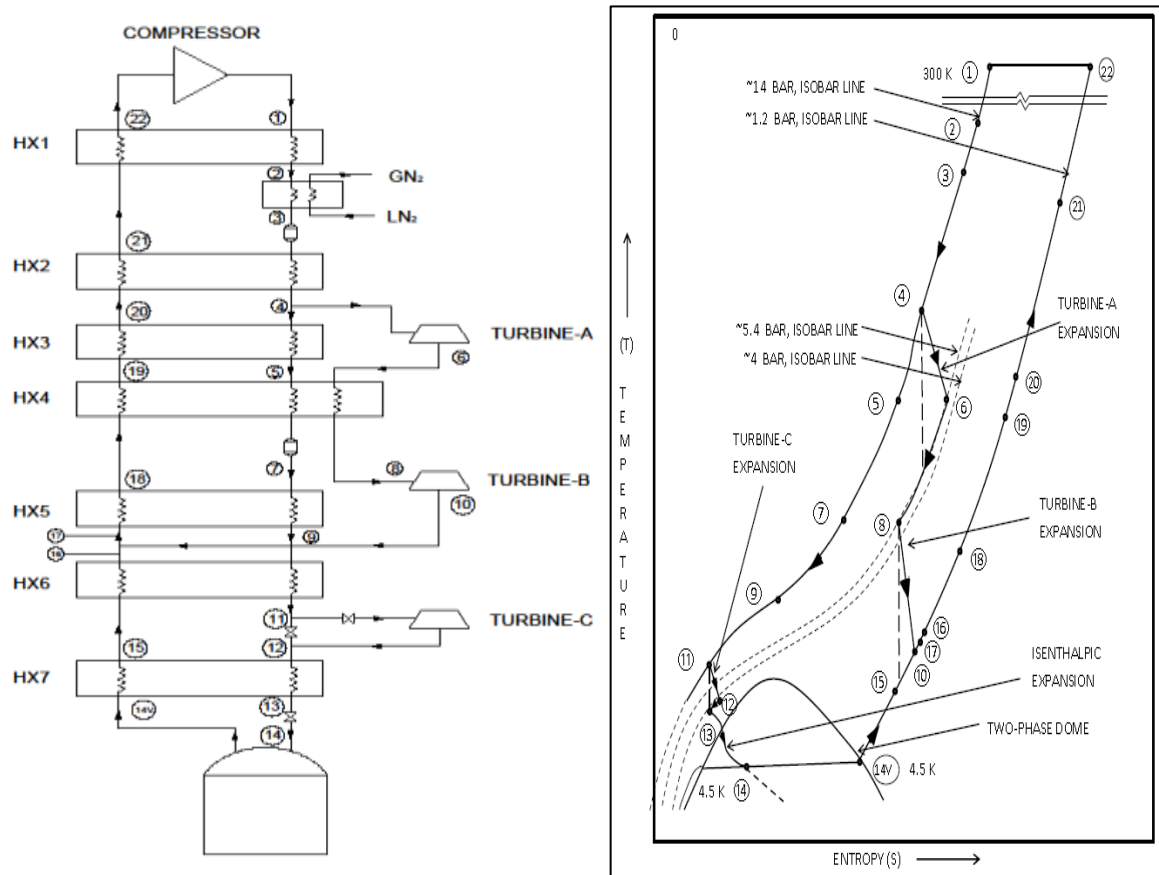 COMPRESSOR
22
1
HX1
2
GN₂
3
LN₂
21
HX2
20
4
TURBINE-A
HX3
6
19
5
HX4
7
8
TURBINE-B
18
10
HX5
17
9
16
HX6
11
TURBINE-C
12
15
HX7
14V
13
14
0
300 K
1
22
~14 BAR, ISOBAR LINE
~1.2 BAR, ISOBAR LINE
2
3
21
4
TURBINE-A
EXPANSION
~5.4 BAR, ISOBAR LINE
~4 BAR, ISOBAR LINE
(T) TEMPERATURE
5
6
20
19
TURBINE-C
EXPANSION
7
8
TURBINE-B
EXPANSION
18
9
16
17
10
11
15
ISENTHALPIC
EXPANSION
12
13
TWO-PHASE DOME
14V
4.5 K
4.5 K
14
ENTROPY (S)